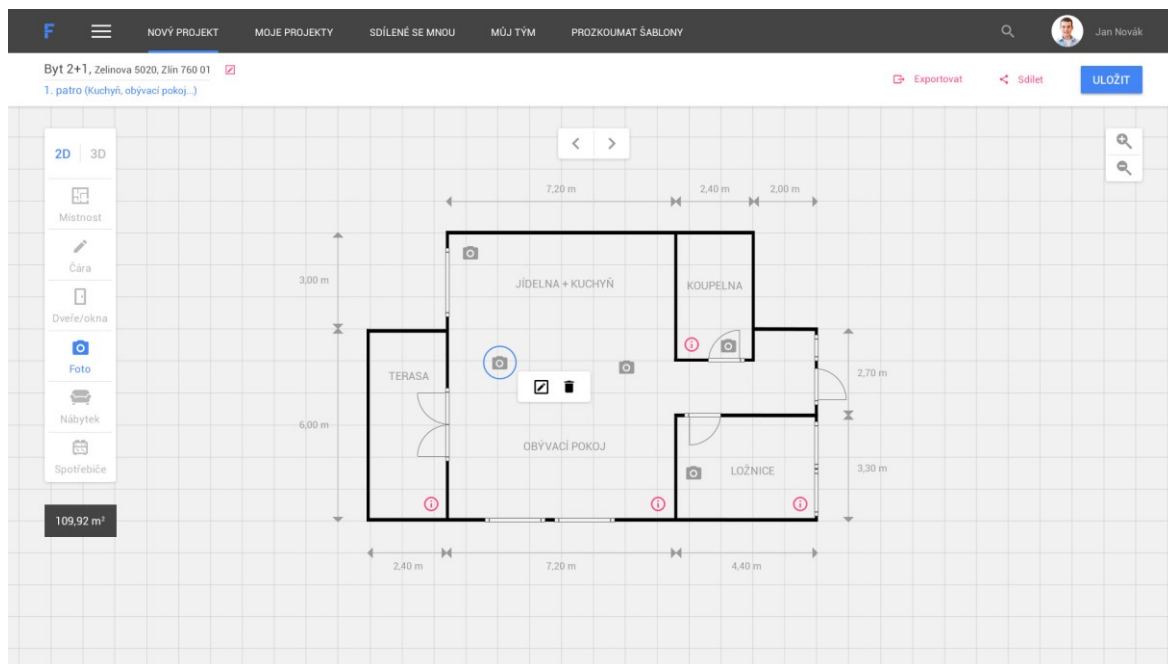 F
NOVÝ PROJEKT MOJE PROJEKTY SDÍLENÉ SE MNOU MŮJ TÝM PROZKOUMAT ŠABLONY Jan Novák
Byt 2+1, Zelinova 5020, Zlín 760 01
1. patro (Kuchyň, obývací pokoj...)
Exportovat Sdílet ULOŽIT
2D 3D
Místnost
Čára
Dveře/okna
Foto
Nábytek
Spotřebiče
109,92 m²
7,20 m 2,40 m 2,00 m
3,00 m
JÍDELNA + KUCHYŇ
KOUPELNA
TERASA
2,70 m
6,00 m
OBÝVACÍ POKOJ
LOŽNICE
3,30 m
2,40 m 7,20 m 4,40 m